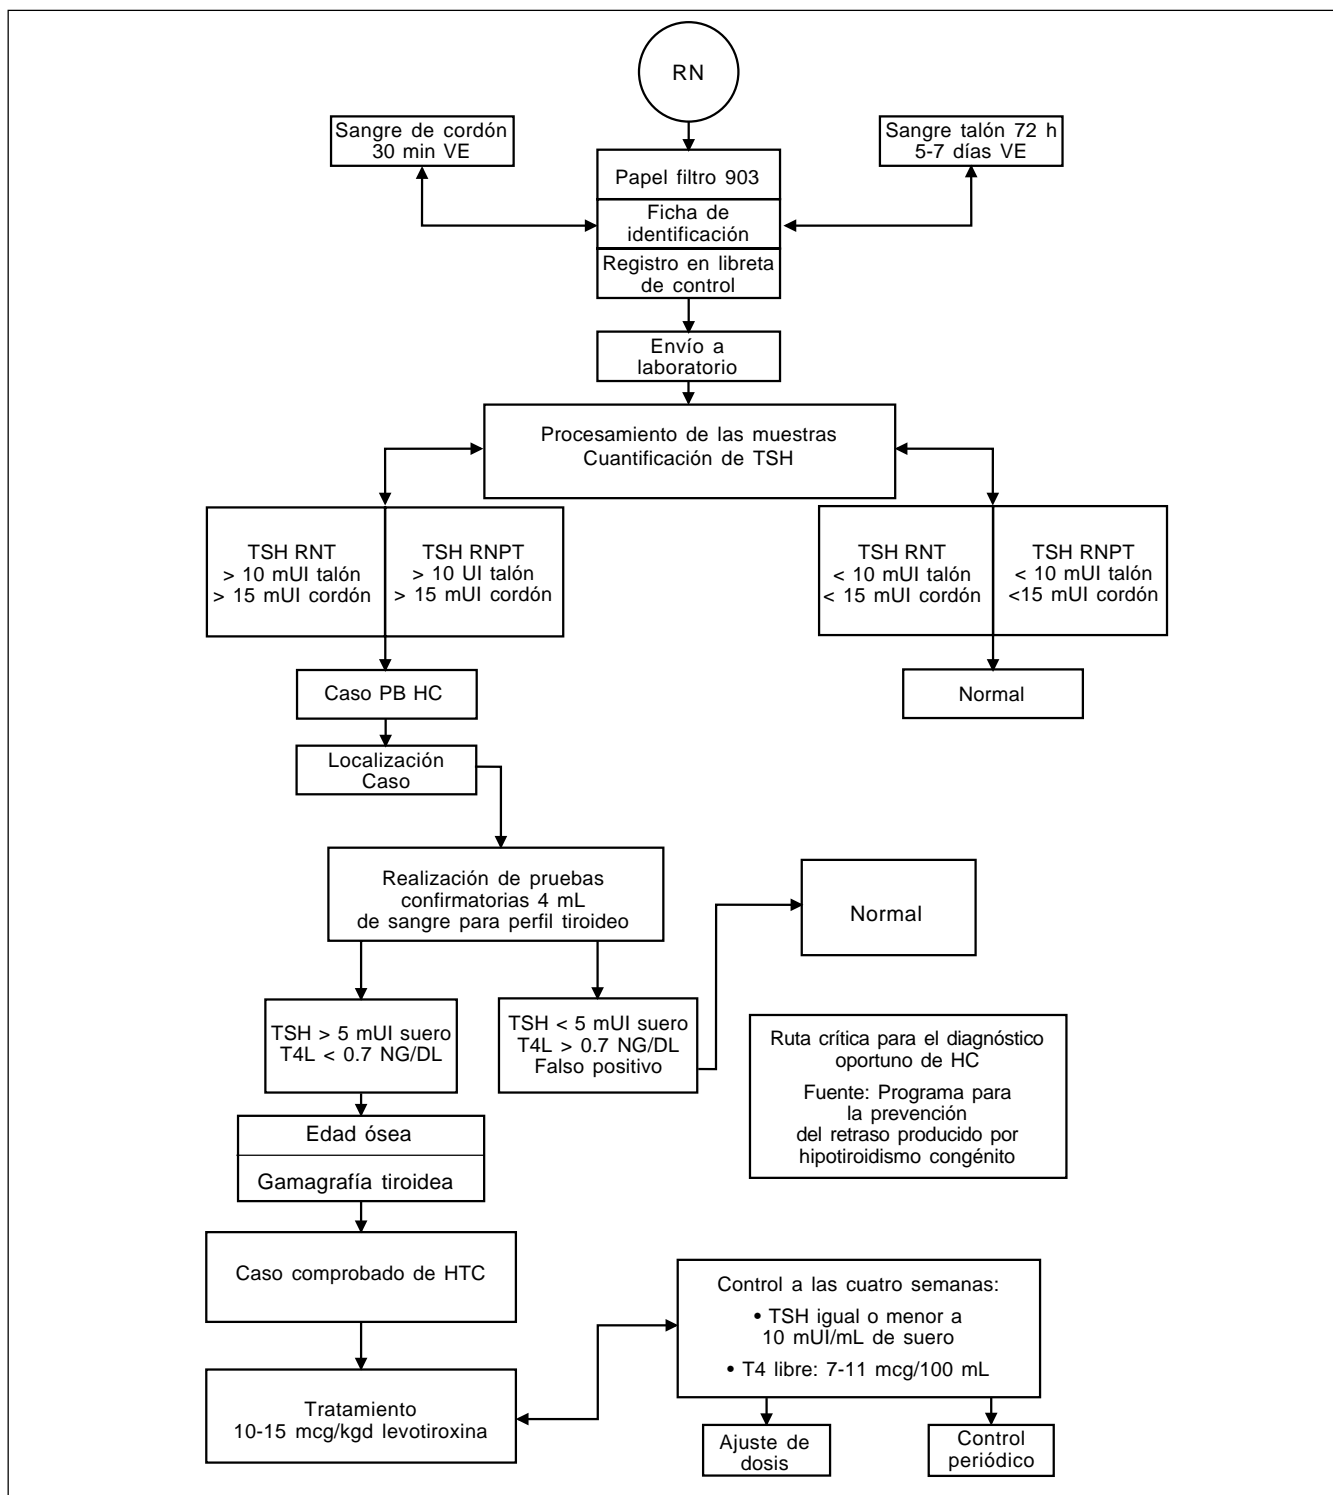 RN
Sangre de cordón
30 min VE
Sangre talón 72 h
5-7 días VE
Papel filtro 903
Ficha de
identificación
Registro en libreta
de control
Envío a
laboratorio
Procesamiento de las muestras
Cuantificación de TSH
TSH RNT
> 10 mUI talón
> 15 mUI cordón
TSH RNPT
> 10 UI talón
> 15 mUI cordón
TSH RNT
< 10 mUI talón
< 15 mUI cordón
TSH RNPT
< 10 mUI talón
<15 mUI cordón
Caso PB HC
Normal
Localización
Caso
Realización de pruebas
confirmatorias 4 mL
de sangre para perfil tiroideo
Normal
TSH > 5 mUI suero
T4L < 0.7 NG/DL
TSH < 5 mUI suero
T4L > 0.7 NG/DL
Falso positivo
Ruta crítica para el diagnóstico
oportuno de HC
Fuente: Programa para
la prevención
del retraso producido por
hipotiroidismo congénito
Edad ósea
Gamagrafía tiroidea
Caso comprobado de HTC
Control a las cuatro semanas:
• TSH igual o menor a
10 mUI/mL de suero
• T4 libre: 7-11 mcg/100 mL
Tratamiento
10-15 mcg/kgd levotiroxina
Ajuste de
dosis
Control
periódico